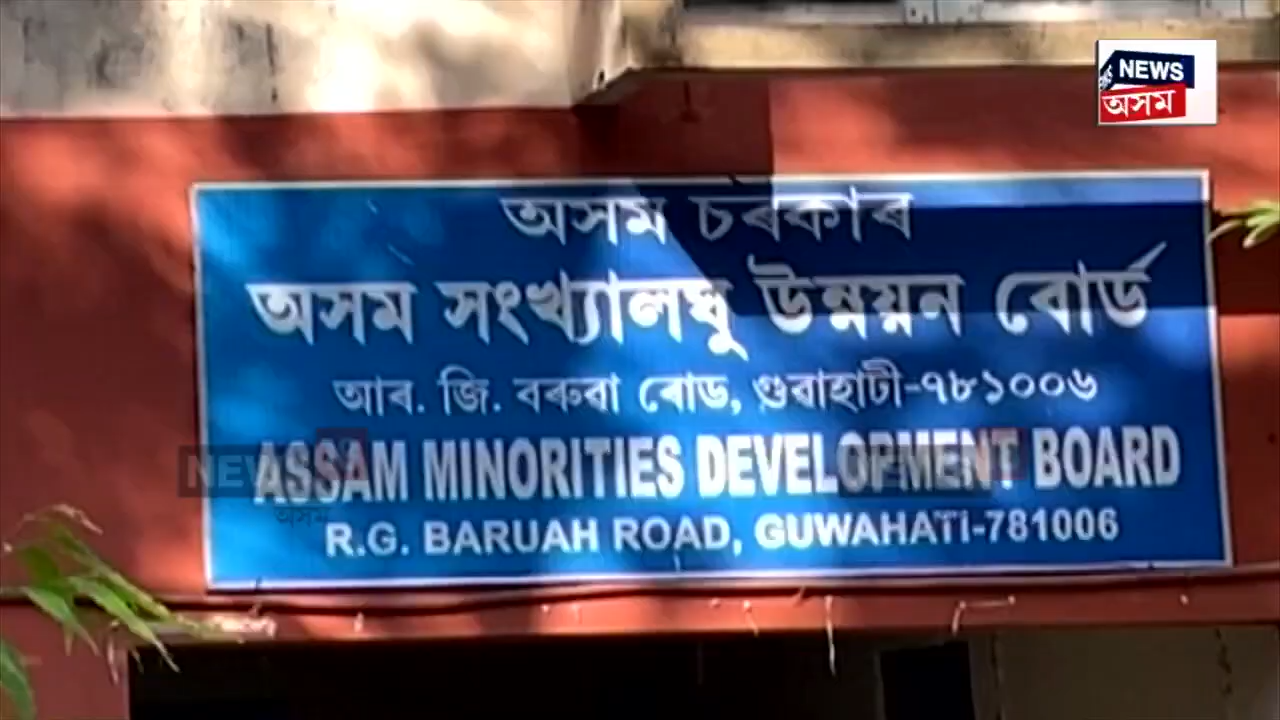 NEWS
অসম
অসম চৰকাৰ
অসম সংখ্যালঘু উন্নয়ন বোৰ্ড
আৰ. জি. বৰুৱা ৰোড, গুৱাহাটী-৭৮১০০৬
ASSAM MINORITIES DEVELOPMENT BOARD
R.G. BARUAH ROAD, GUWAHATI-781006